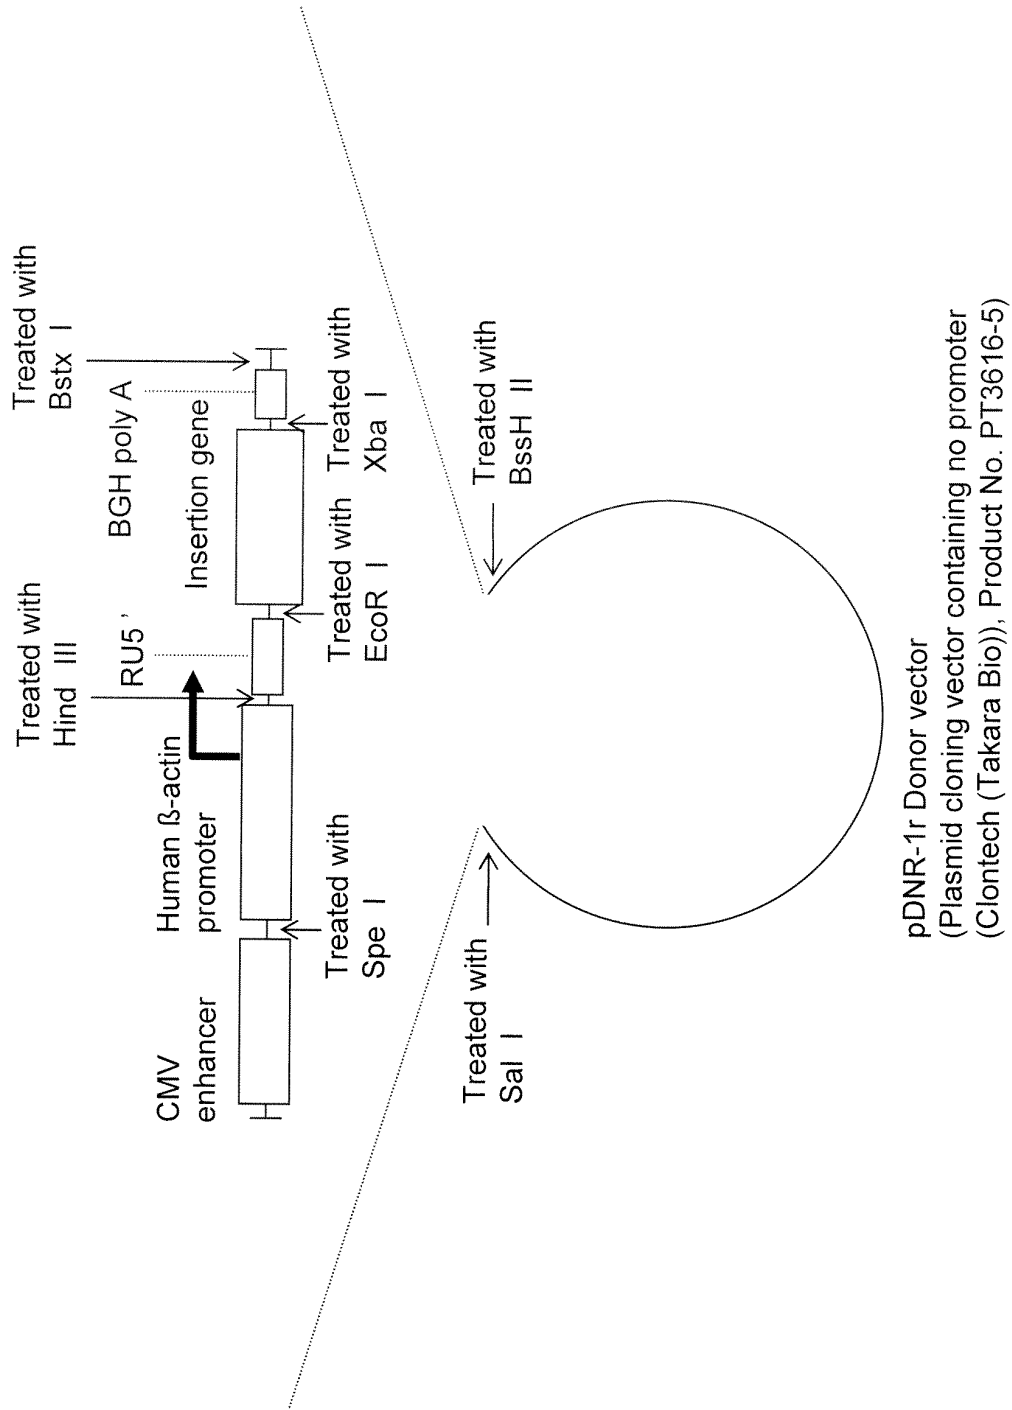 Treated with
Hind III
Treated with
Bstx I
RU5'
BGH poly A
CMV
enhancer
Human ß-actin
promoter
Insertion gene
Treated with
Spe I
Treated with
EcoR I
Treated with
Xba I
Treated with
Sal I
Treated with
BssH II
pDNR-1r Donor vector
(Plasmid cloning vector containing no promoter
(Clontech (Takara Bio)), Product No. PT3616-5)